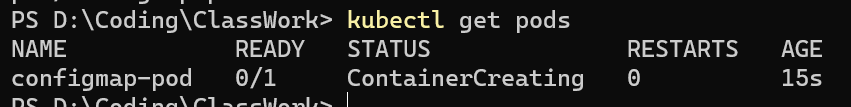 PS D:\Coding\ClassWork> kubectl get pods
NAME READY STATUS RESTARTS AGE
configmap-pod 0/1 ContainerCreating 0 15s
PS D:\Coding\ClassWork>